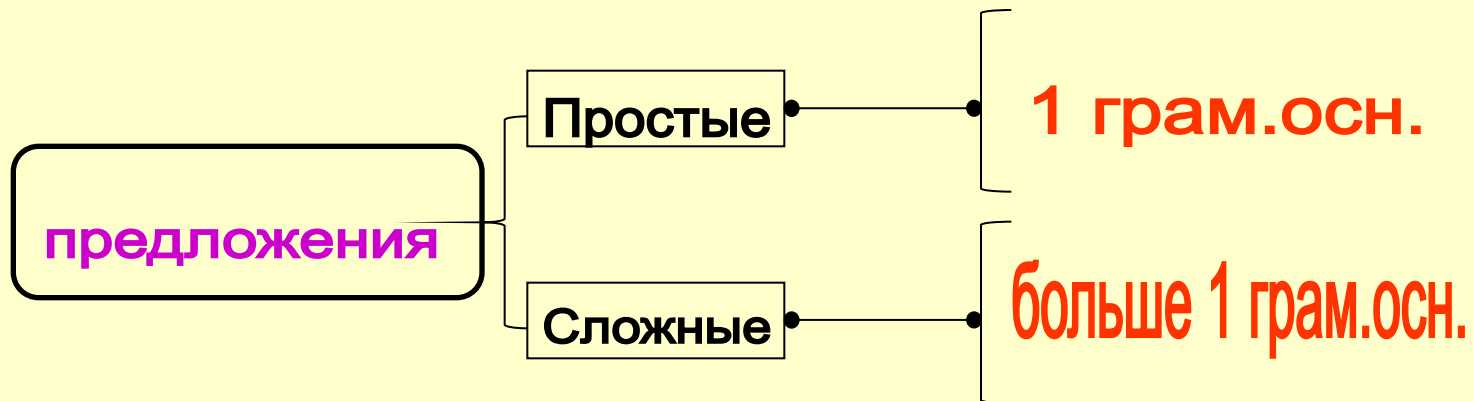 предложения
Простые
1 грам.осн.
Сложные
больше 1 грам.осн.